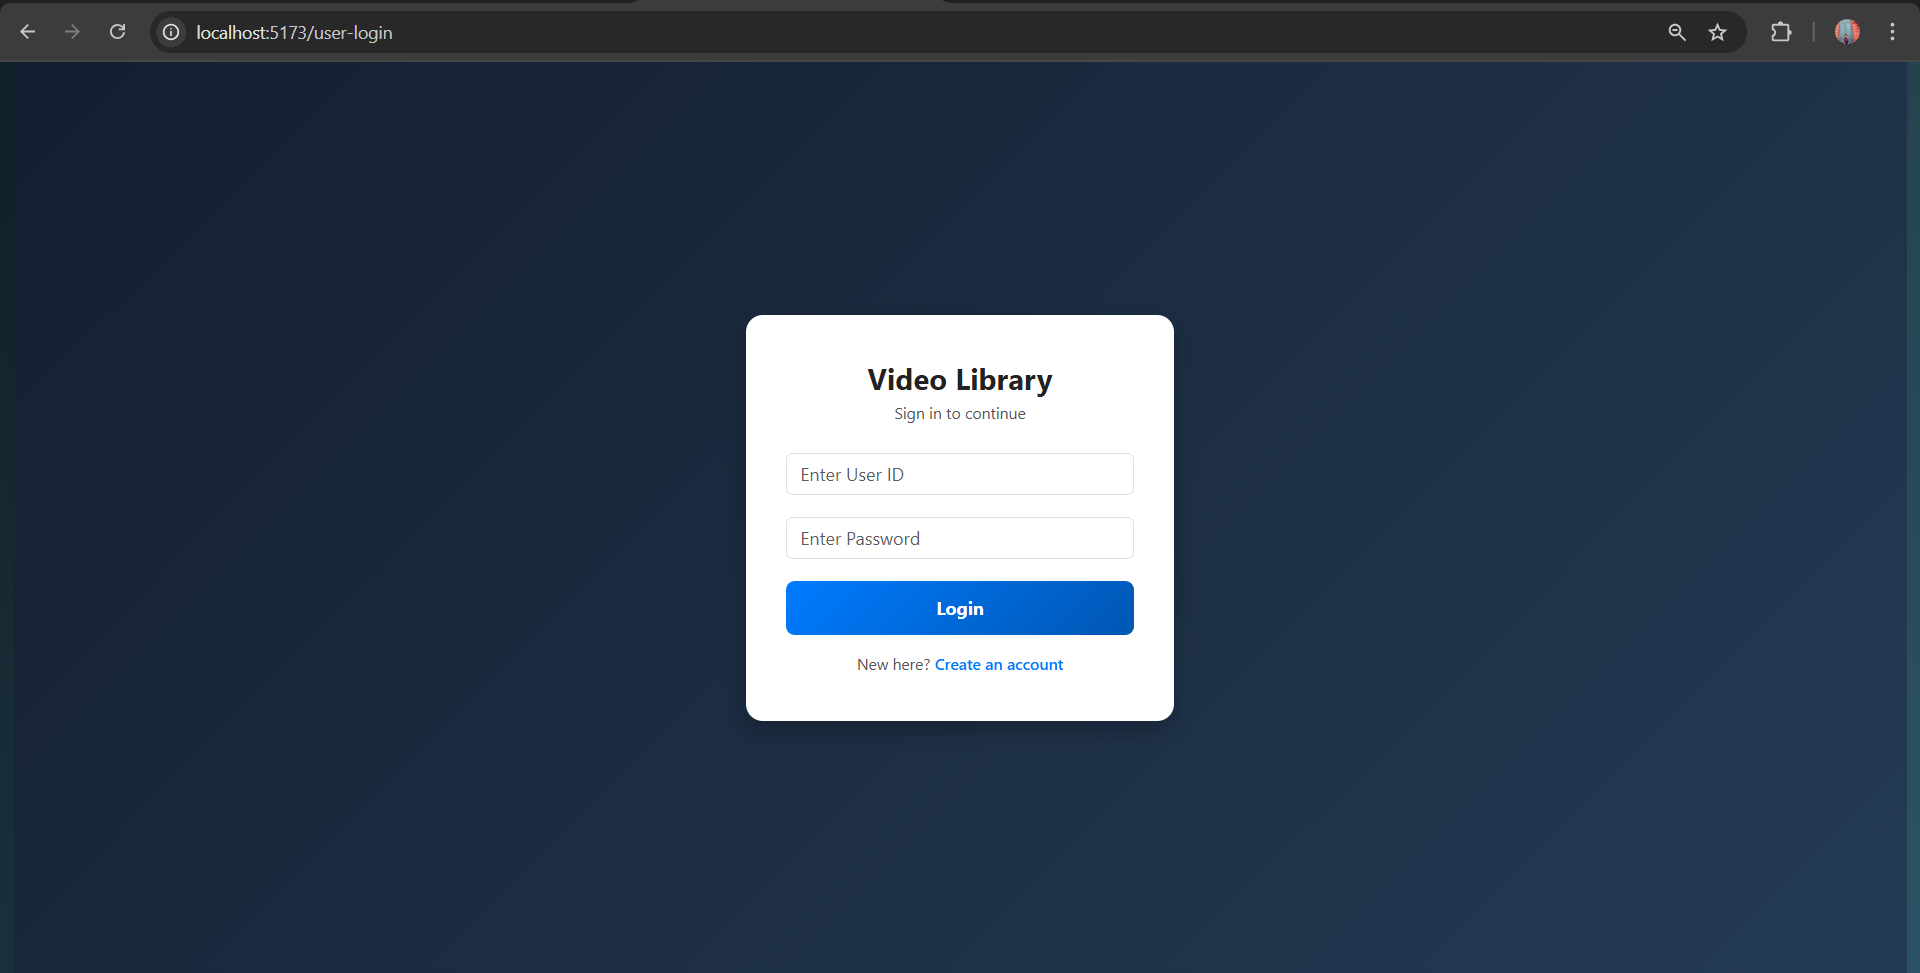 localhost:5173/user-login
Video Library
Sign in to continue
Enter User ID
Enter Password
Login
New here? Create an account